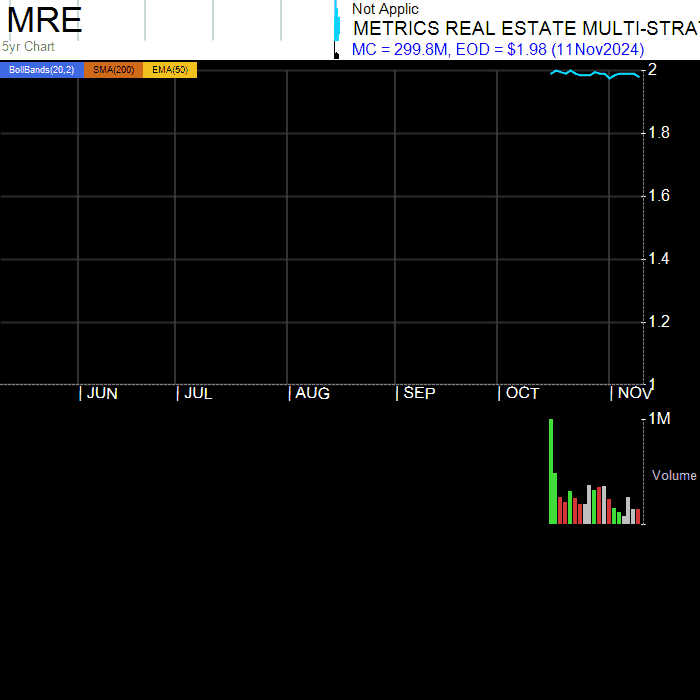 MRE
5yr Chart
Not Applic
METRICS REAL ESTATE MULTI-STRAT
MC = 299.8M, EOD = $1.98 (11Nov2024)
BollBands(20,2) SMA(200) EMA(50)
2
1.8
1.6
1.4
1.2
1
| JUN | JUL | AUG | SEP | OCT | NOV
1M
Volume